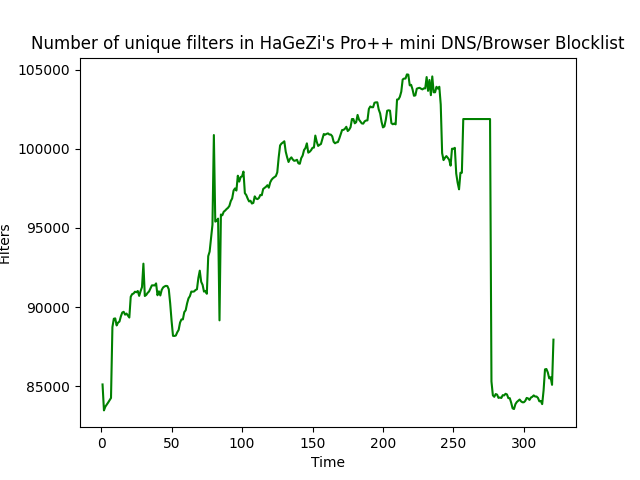 Number of unique filters in HaGeZi's Pro++ mini DNS/Browser Blocklist
105000
100000
95000
90000
85000
Filters
0 50 100 150 200 250 300
Time